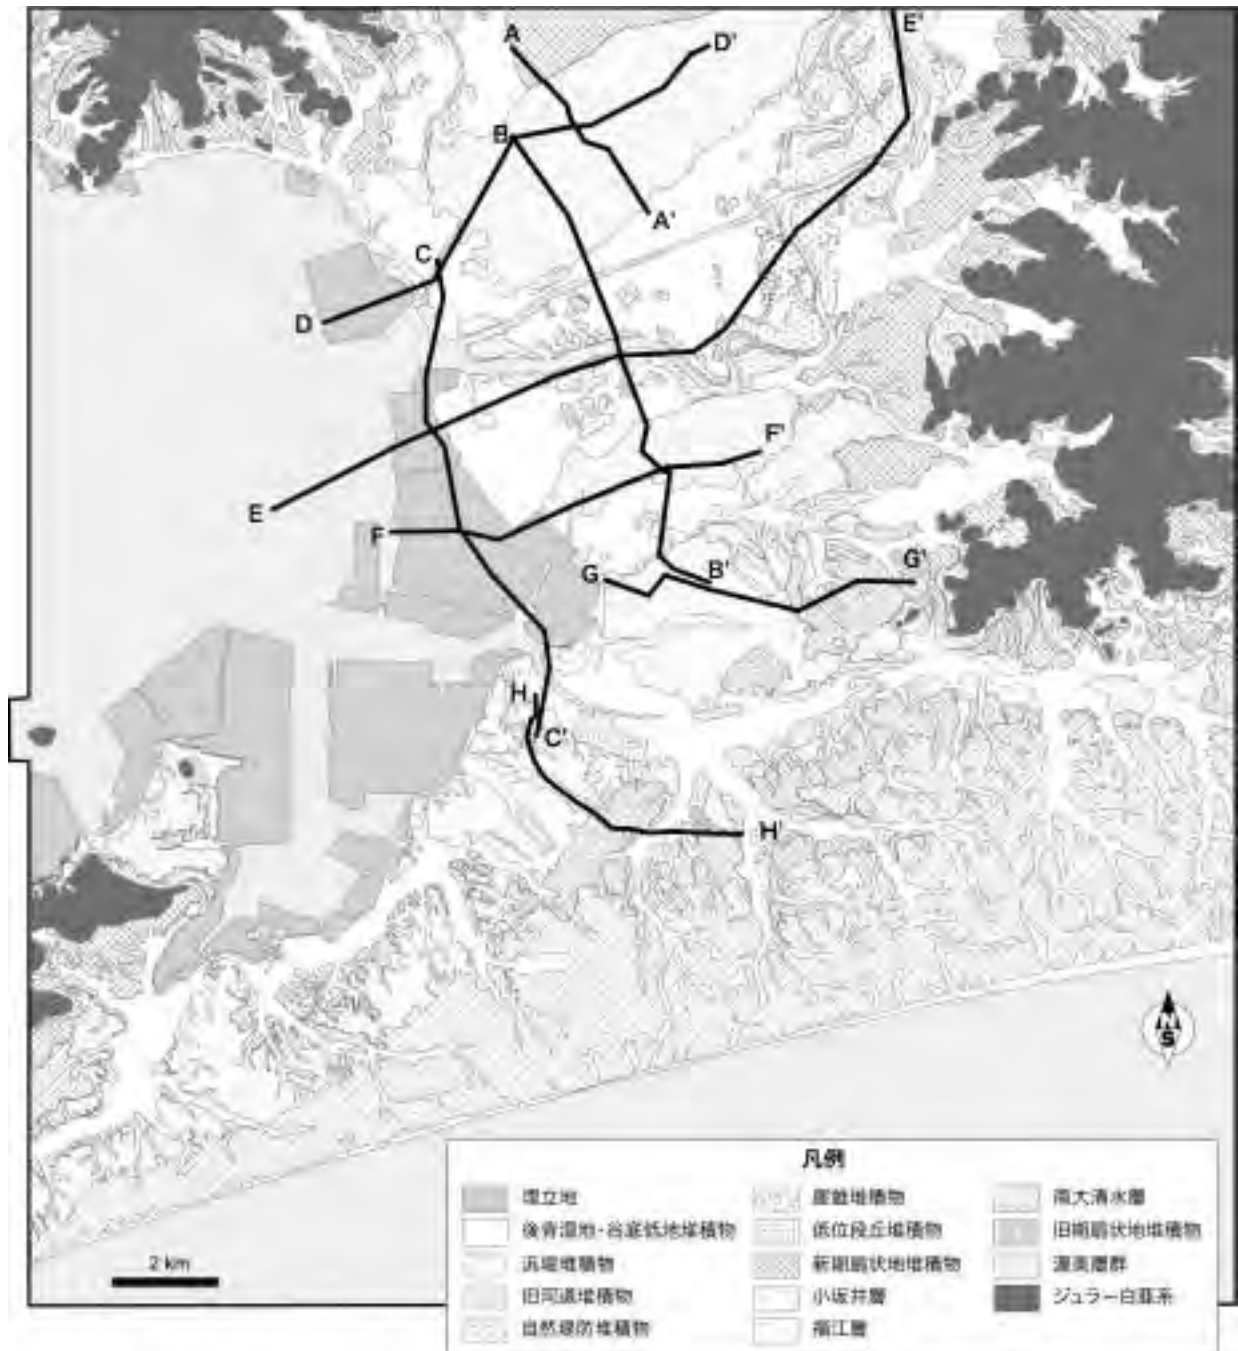 A
D'
E'
B
A'
C
D
E
F'
F
G
B'
G'
H
C'
H'
S
2 km
凡例
埋立地
後背湿地・谷底低地堆積物
浜堤堆積物
旧河道堆積物
自然堤防堆積物
崖錐堆積物
低位段丘堆積物
新期扇状地堆積物
小坂井層
福江層
南大清水層
旧期扇状地堆積物
渥美層群
ジュラー白亜系